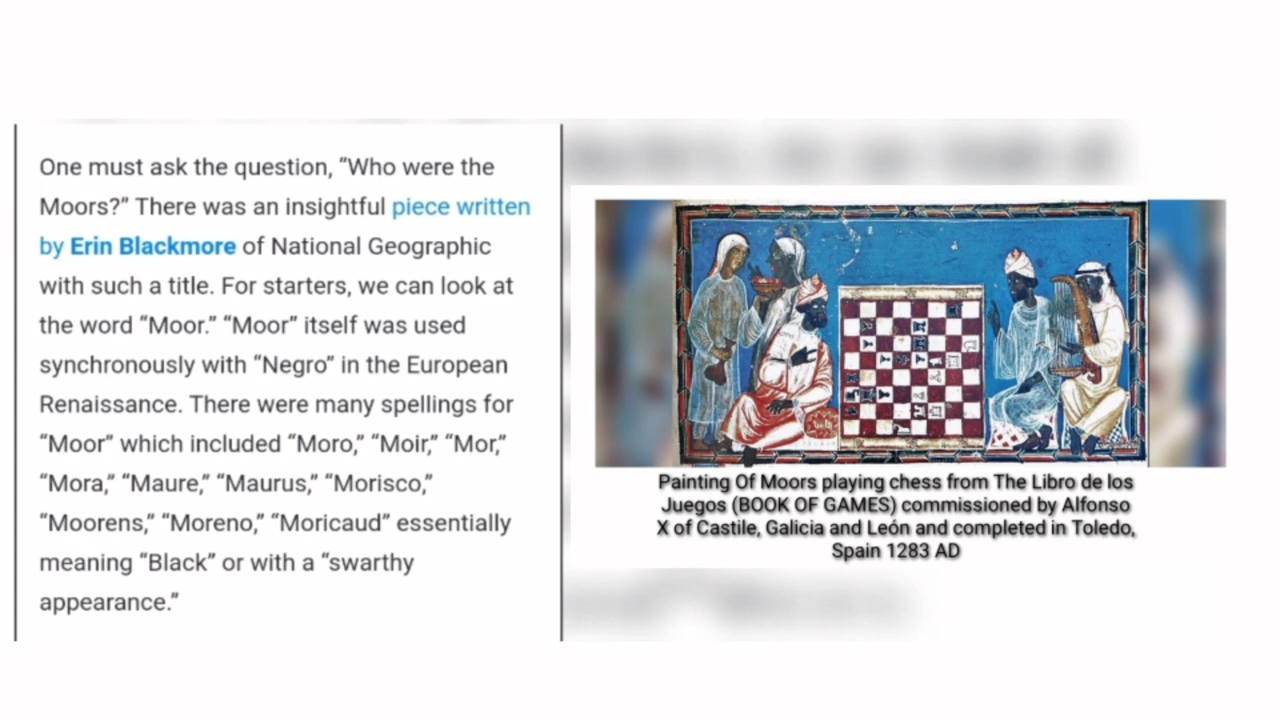 One must ask the question, “Who were the
Moors?” There was an insightful piece written
by Erin Blackmore of National Geographic
with such a title. For starters, we can look at
the word “Moor.” “Moor” itself was used
synchronously with “Negro” in the European
Renaissance. There were many spellings for
“Moor” which included “Moro,” “Moir,” “Mor,”
“Mora,” “Maure,” “Maurus,” “Morisco,”
“Moorens,” “Moreno,” “Moricaud” essentially
meaning “Black” or with a “swarthy
appearance.”
Painting Of Moors playing chess from The Libro de los
Juegos (BOOK OF GAMES) commissioned by Alfonso
X of Castile, Galicia and León and completed in Toledo,
Spain 1283 AD